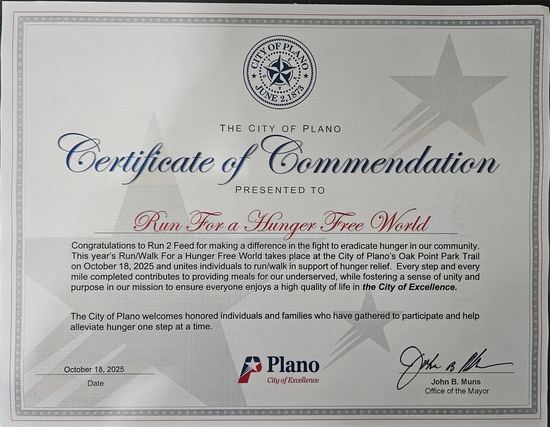 CITY OF PLANO
JUNE 2, 1873
THE CITY OF PLANO
Certificate of Commendation
PRESENTED TO
Run For a Hunger Free World
Congratulations to Run 2 Feed for making a difference in the fight to eradicate hunger in our community.
This year's Run/Walk For a Hunger Free World takes place at the City of Plano's Oak Point Park Trail
on October 18, 2025 and unites individuals to run/walk in support of hunger relief. Every step and every
mile completed contributes to providing meals for our underserved, while fostering a sense of unity and
purpose in our mission to ensure everyone enjoys a high quality of life in the City of Excellence.
The City of Plano welcomes honored individuals and families who have gathered to participate and help
alleviate hunger one step at a time.
October 18, 2025
Date
Plano
City of Excellence
John B. Muns
Office of the Mayor